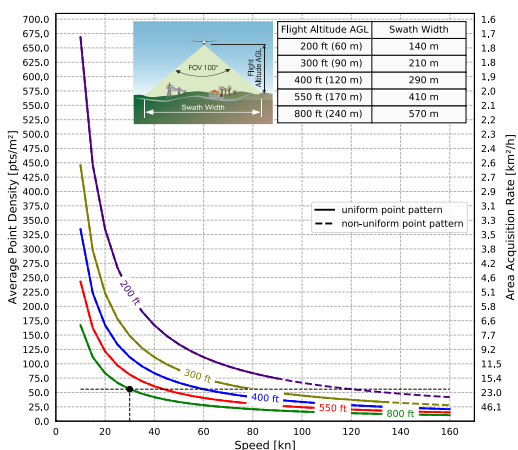 Flight Altitude AGL Swath Width
200 ft (60 m) 140 m
300 ft (90 m) 210 m
400 ft (120 m) 290 m
550 ft (170 m) 410 m
800 ft (240 m) 570 m
FOV 100°
Flight
Altitude AGL
Swath Width
uniform point pattern
non-uniform point pattern
Average Point Density [pts/m²]
700.0
675.0
650.0
625.0
600.0
575.0
550.0
525.0
500.0
475.0
450.0
425.0
400.0
375.0
350.0
325.0
300.0
275.0
250.0
225.0
200.0
175.0
150.0
125.0
100.0
75.0
50.0
25.0
0.0
200 ft
300 ft
400 ft
550 ft
800 ft
Area Acquisition Rate [km²/h]
1.6
1.7
1.8
1.8
1.9
2.0
2.1
2.2
2.3
2.4
2.6
2.7
2.9
3.1
3.3
3.5
3.8
4.2
4.6
5.1
5.8
6.6
7.7
9.2
11.5
15.4
23.0
46.1
0 20 40 60 80 100 120 140 160
Speed [kn]